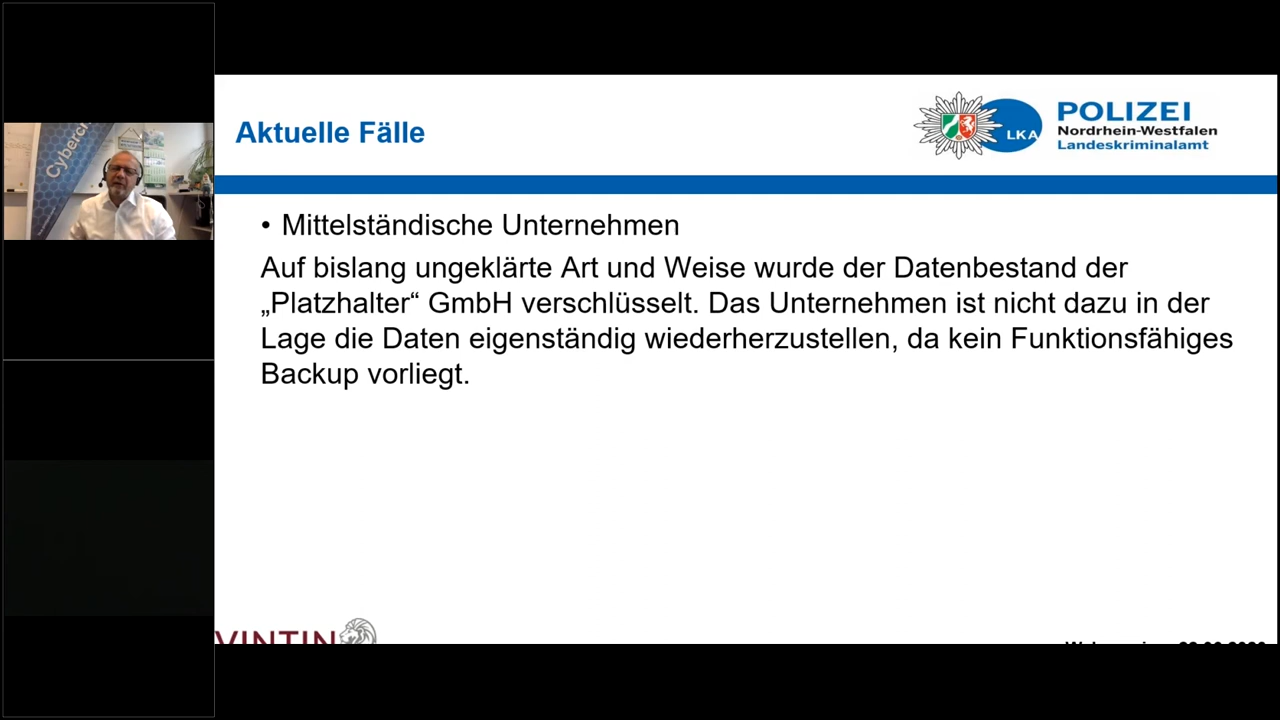 Aktuelle Fälle
LKA
POLIZEI
Nordrhein-Westfalen
Landeskriminalamt
• Mittelständische Unternehmen
Auf bislang ungeklärte Art und Weise wurde der Datenbestand der
„Platzhalter“ GmbH verschlüsselt. Das Unternehmen ist nicht dazu in der
Lage die Daten eigenständig wiederherzustellen, da kein Funktionsfähiges
Backup vorliegt.
VINTIN